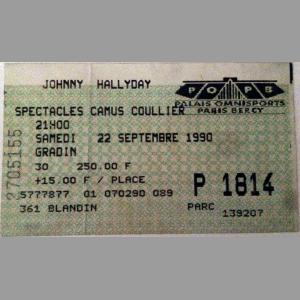 JOHNNY HALLYDAY
POPB
PALAIS OMNISPORTS
PARIS BERCY
SPECTACLES CAMUS COULLIER
21H00
SAMEDI 22 SEPTEMBRE 1990
GRADIN
30 250.00 F
+15.00 F / PLACE
5777877 01 070290 089
361 BLANDIN
P 1814
PARC
139207
2705155